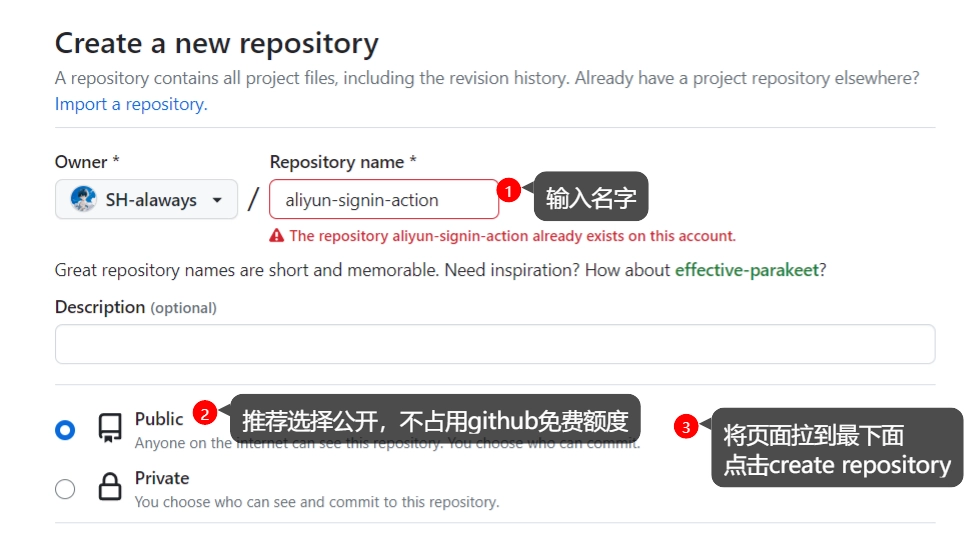 Create a new repository
A repository contains all project files, including the revision history. Already have a project repository elsewhere?
Import a repository.
Owner *
Repository name *
SH-alaways
/
aliyun-signin-action
1
输入名字
The repository aliyun-signin-action already exists on this account.
Great repository names are short and memorable. Need inspiration? How about effective-parakeet?
Description (optional)
Public
2
推荐选择公开，不占用github免费额度
Anyone on the internet can see this repository. You choose who can commit.
3
将页面拉到最下面
点击create repository
Private
You choose who can see and commit to this repository.